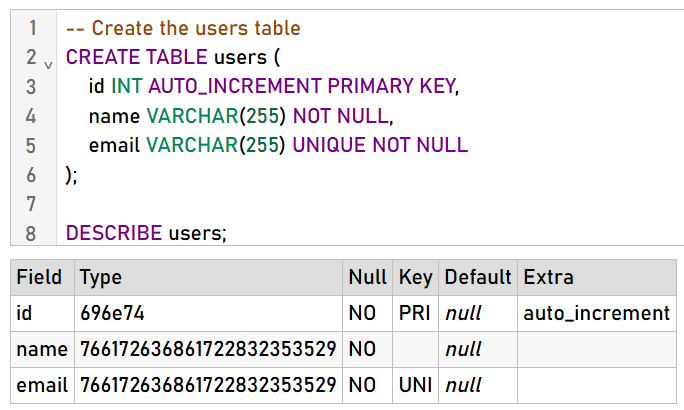 1 -- Create the users table
2 CREATE TABLE users (
3 id INT AUTO_INCREMENT PRIMARY KEY,
4 name VARCHAR(255) NOT NULL,
5 email VARCHAR(255) UNIQUE NOT NULL
6 );
7
8 DESCRIBE users;
Field Type Null Key Default Extra
id 696e74 NO PRI null auto_increment
name 766172636861722832353529 NO null
email 766172636861722832353529 NO UNI null